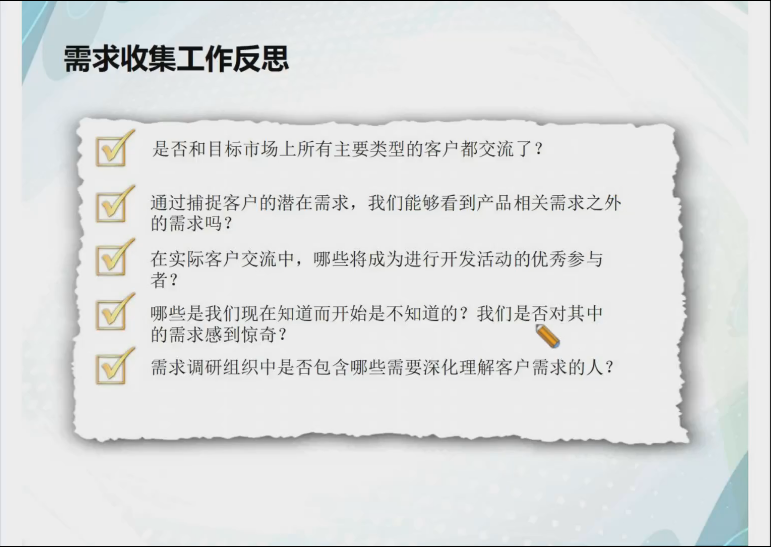 需求收集工作反思
是否和目标市场上所有主要类型的客户都交流了？
通过捕捉客户的潜在需求，我们能够看到产品相关需求之外
的需求吗？
在实际客户交流中，哪些将成为进行开发活动的优秀参与
者？
哪些是我们现在知道而开始是不知道的？我们是否对其中
的需求感到惊奇？
需求调研组织中是否包含哪些需要深化理解客户需求的人？